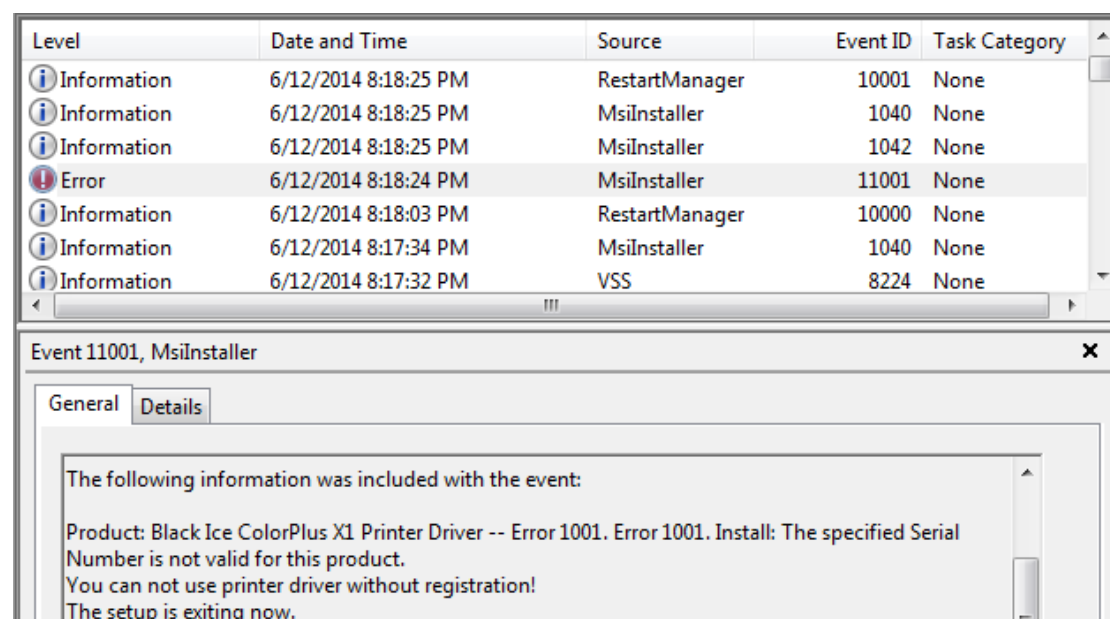 Level Date and Time Source Event ID Task Category
Information 6/12/2014 8:18:25 PM RestartManager 10001 None
Information 6/12/2014 8:18:25 PM MsiInstaller 1040 None
Information 6/12/2014 8:18:25 PM MsiInstaller 1042 None
Error 6/12/2014 8:18:24 PM MsiInstaller 11001 None
Information 6/12/2014 8:18:03 PM RestartManager 10000 None
Information 6/12/2014 8:17:34 PM MsiInstaller 1040 None
Information 6/12/2014 8:17:32 PM VSS 8224 None
Event 11001, MsiInstaller
General Details
The following information was included with the event:
Product: Black Ice ColorPlus X1 Printer Driver -- Error 1001. Error 1001. Install: The specified Serial
Number is not valid for this product.
You can not use printer driver without registration!
The setup is exiting now.